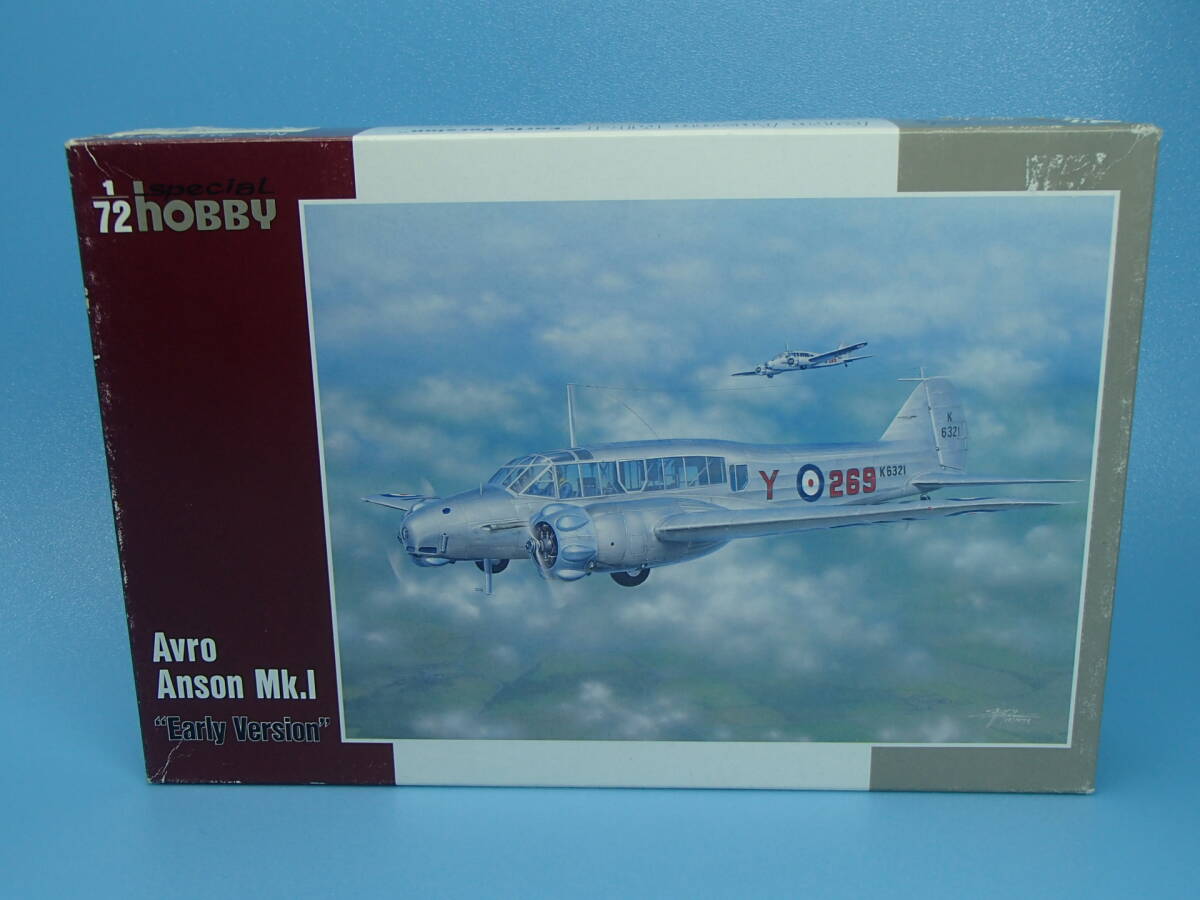 1/72
special
hOBBY
K
6321
Y 269 K6321
Avro
Anson Mk.I
"Early Version"